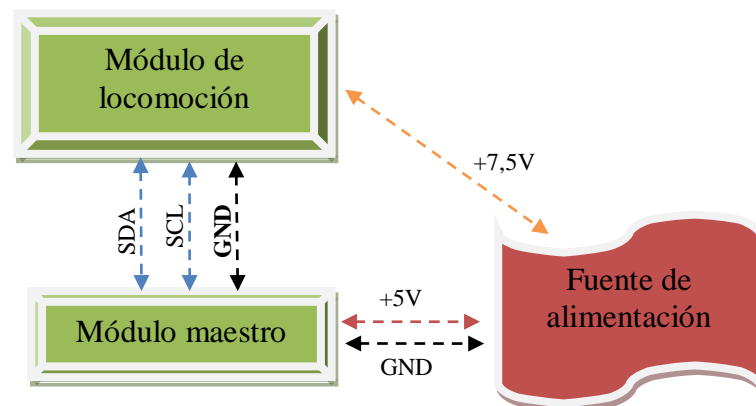 Módulo de
locomoción
+7,5V
SDA
SCL
GND
Fuente de
alimentación
+5V
Módulo maestro
GND